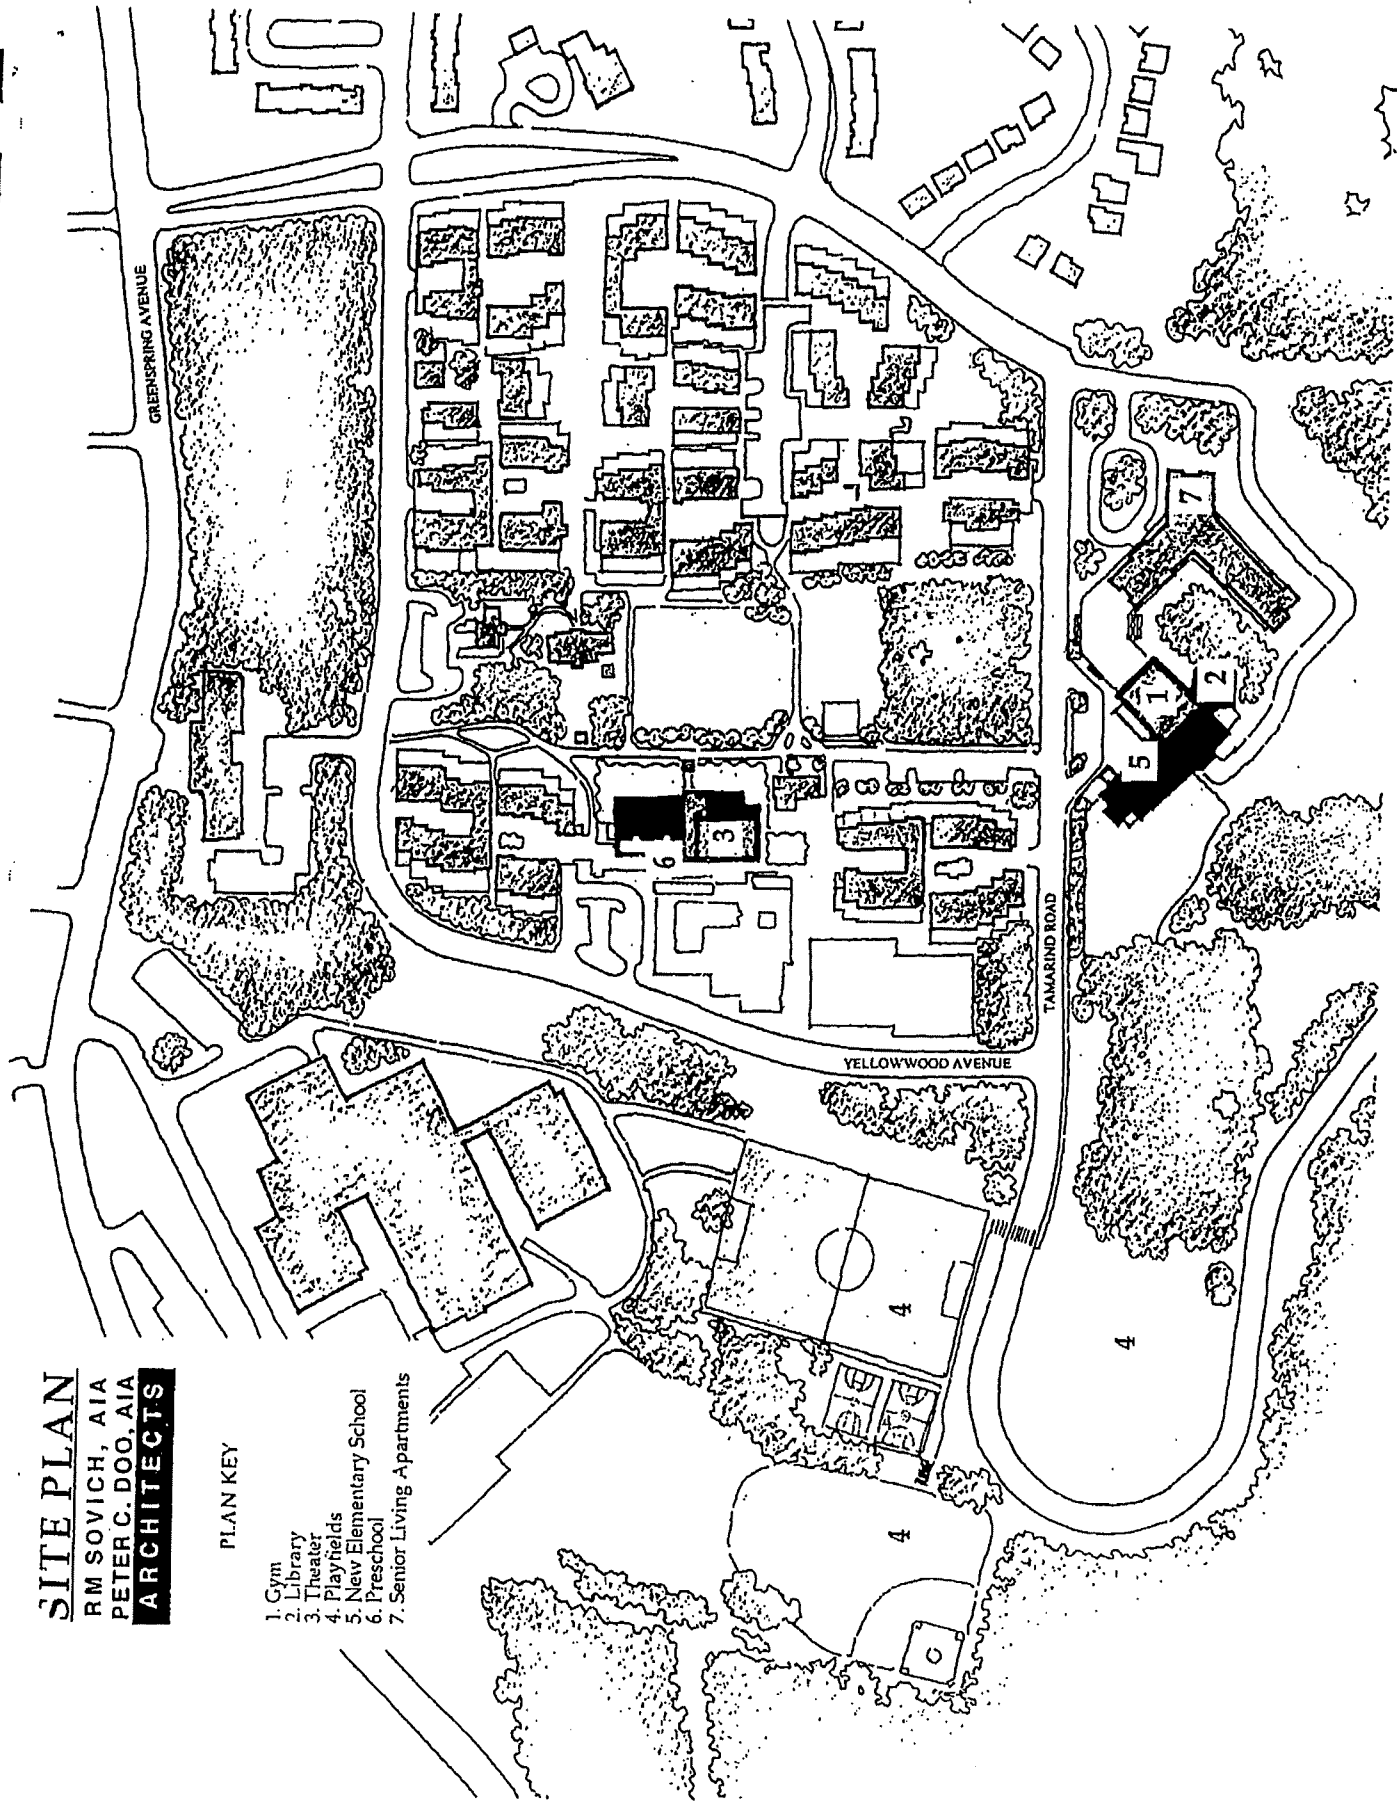 SITE PLAN
RM SOVICH, AIA
PETER C. DOO, AIA
ARCHITECTS
PLAN KEY
1. Gym
2. Library
3. Theater
4. Playfields
5. New Elementary School
6. Preschool
7. Senior Living Apartments
GREENSPRING AVENUE
YELLOWWOOD AVENUE
TAMARIND ROAD
6
3
5
1
2
7
4
4
4